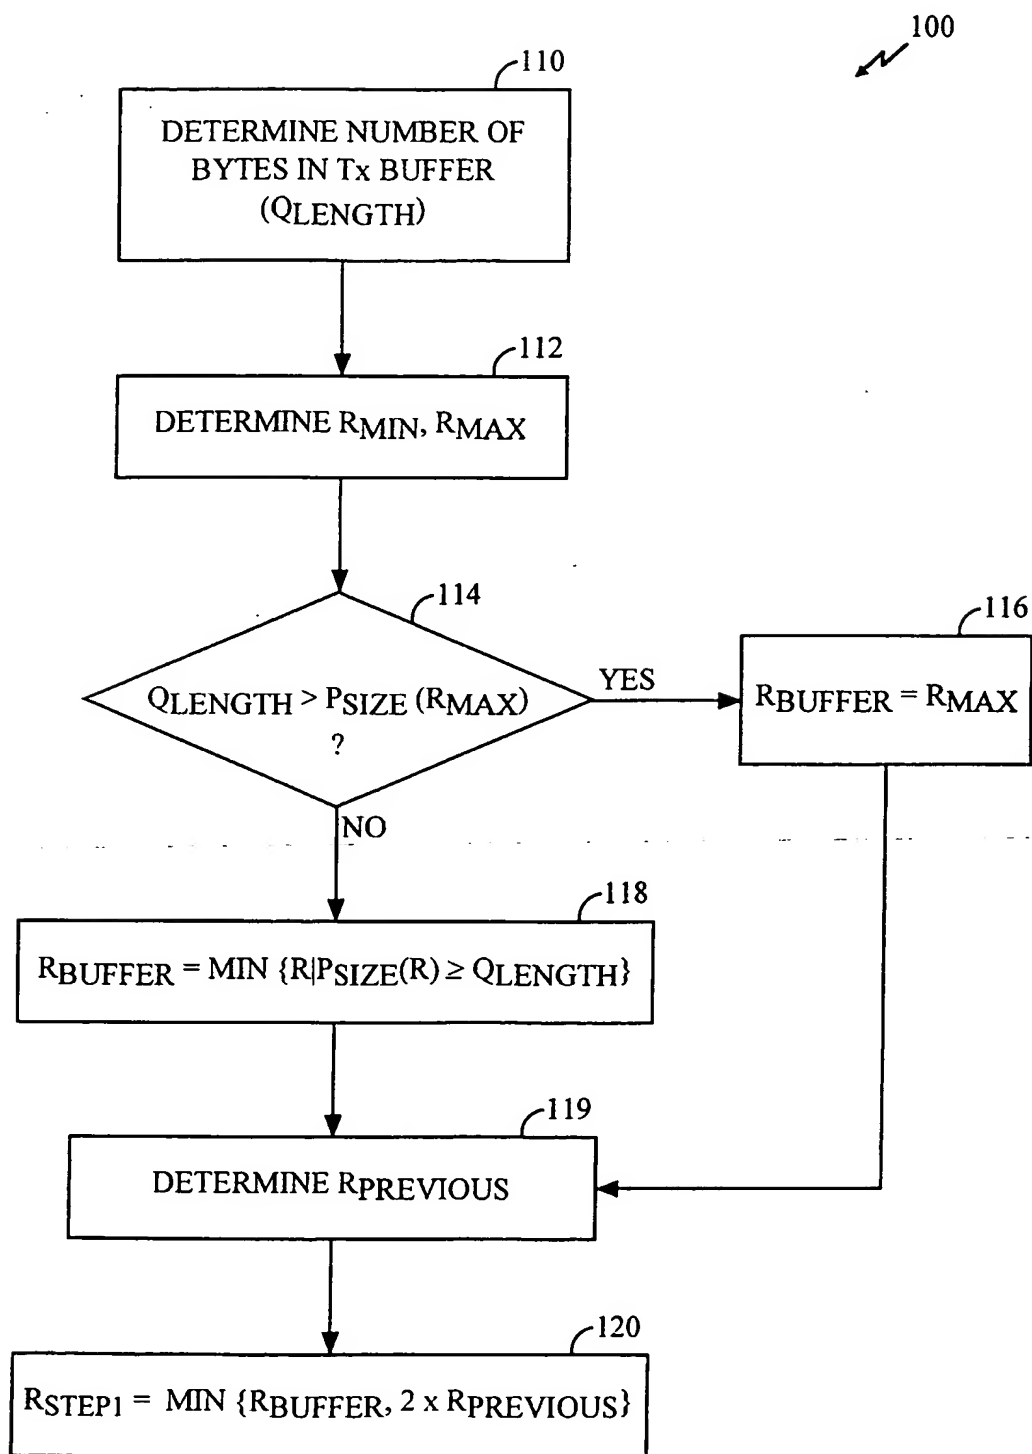 100
110
DETERMINE NUMBER OF
BYTES IN Tx BUFFER
(QLENGTH)
112
DETERMINE RMIN, RMAX
114
QLENGTH > PSIZE (RMAX)
?
YES
116
RBUFFER = RMAX
NO
118
RBUFFER = MIN {R|PSIZE(R) ≥ QLENGTH}
119
DETERMINE RPREVIOUS
120
RSTEP1 = MIN {RBUFFER, 2 x RPREVIOUS}